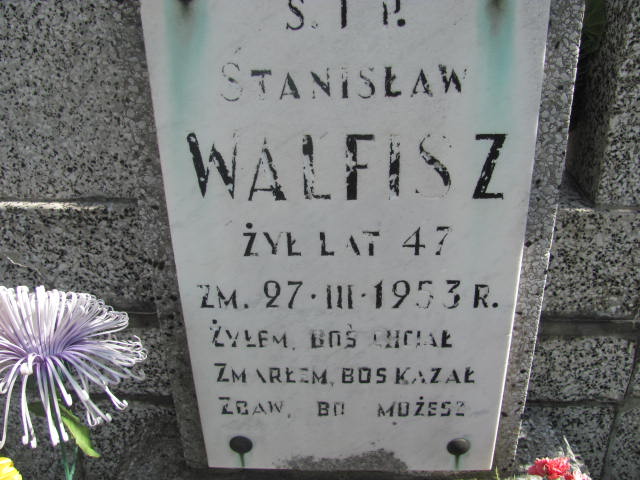 Ś. † P.
STANISŁAW
WALFISZ
ŻYŁ LAT 47
ZM. 27·III·1953 R.
ŻYŁEM, BOŚ CHCIAŁ
ZMARŁEM, BOŚ KAZAŁ
ZBAW, BO MOŻESZ